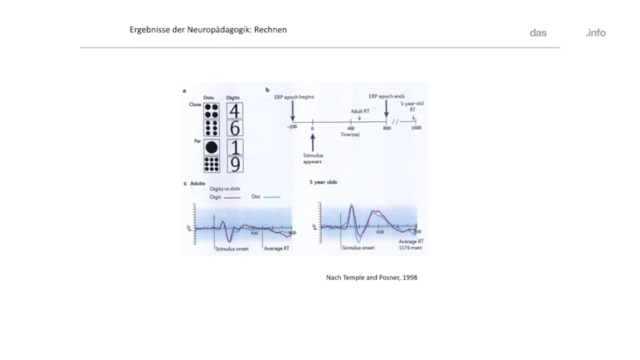 Ergebnisse der Neuropädagogik: Rechnen
das .info
a
Dots Digits
Close
4
6
Far
1
9
b
ERP epoch begins
ERP epoch ends
Adult RT
5-year-old
RT
-200 0 400 800 1600
Time (ms)
Stimulus
appears
c Adults
Digits vs dots
Digit Dot
400
Stimulus onset
Average RT
5 year olds
400
Stimulus onset
Average RT
1576 msec
Nach Temple and Posner, 1998